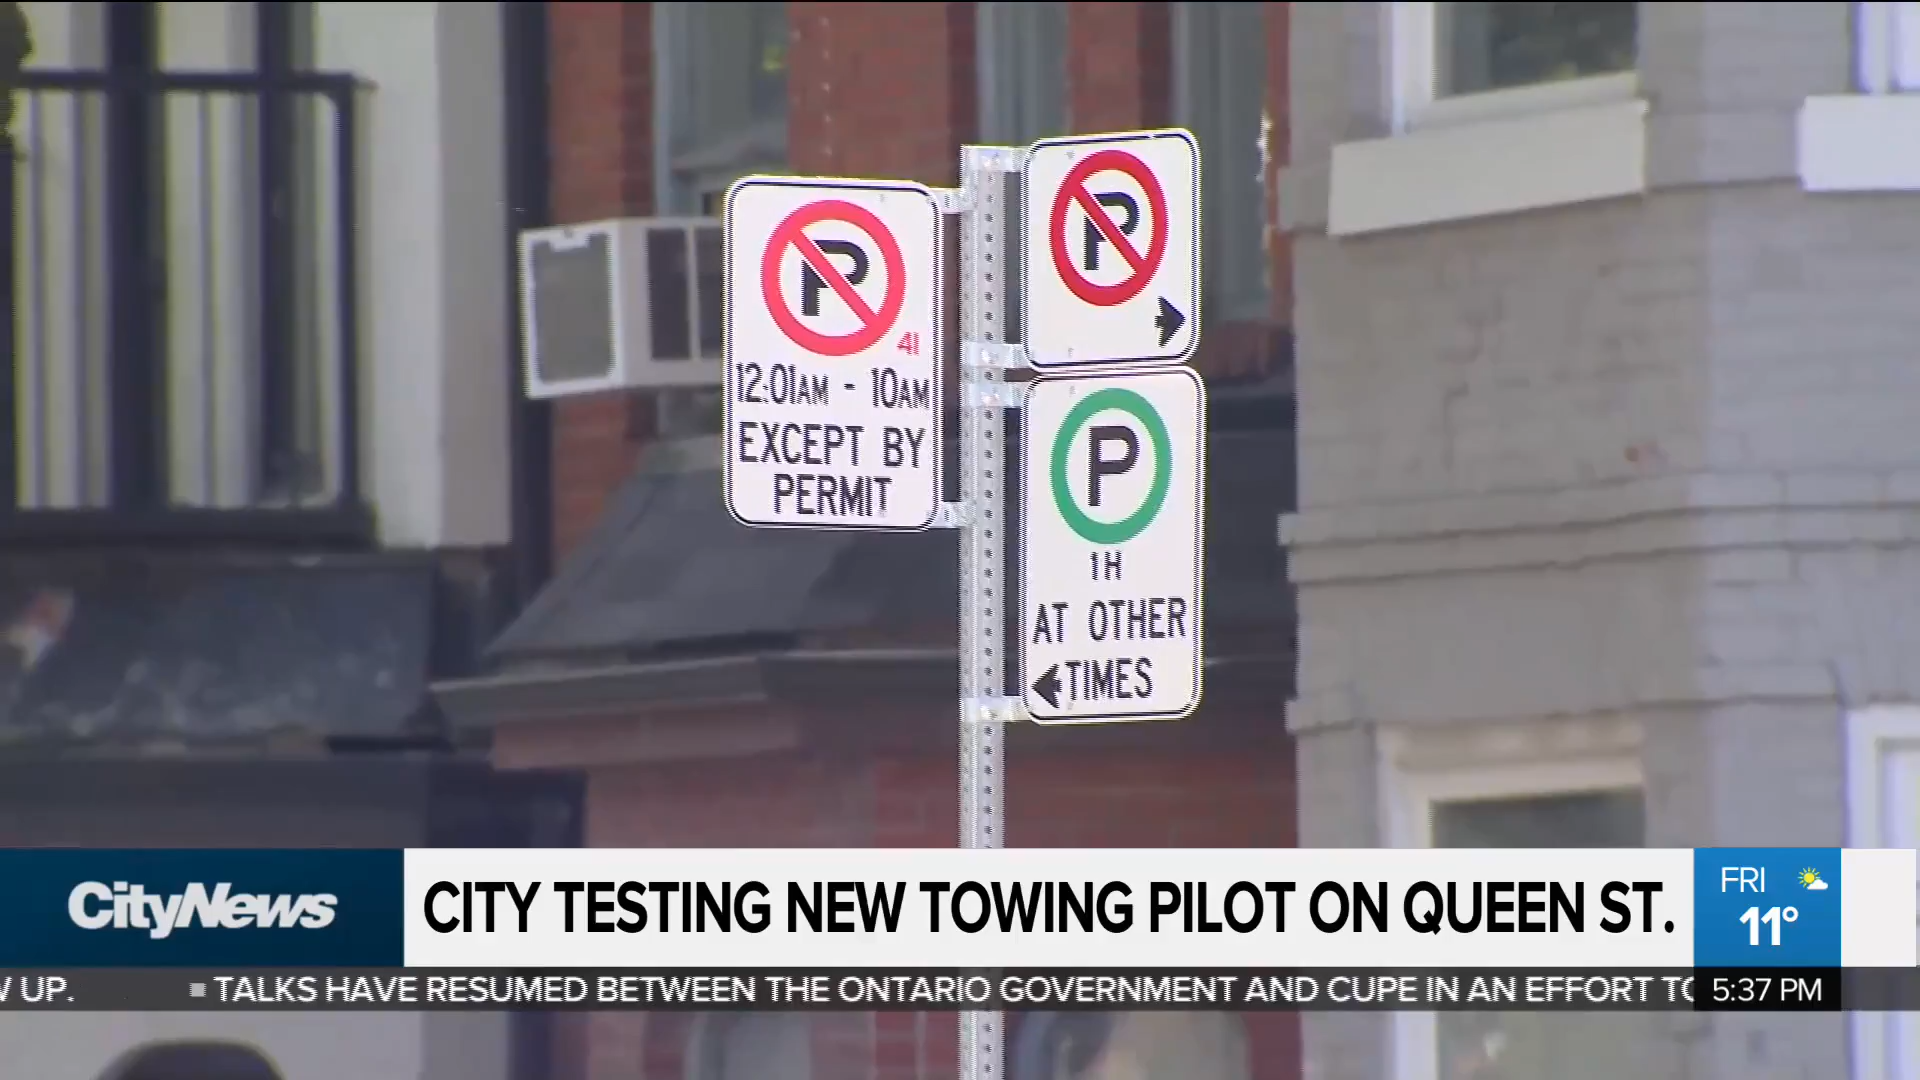 P
41
12:01AM - 10AM
EXCEPT BY
PERMIT
P
P
1H
AT OTHER
TIMES
CityNews
CITY TESTING NEW TOWING PILOT ON QUEEN ST.
FRI
11°
UP.
TALKS HAVE RESUMED BETWEEN THE ONTARIO GOVERNMENT AND CUPE IN AN EFFORT
5:37 PM